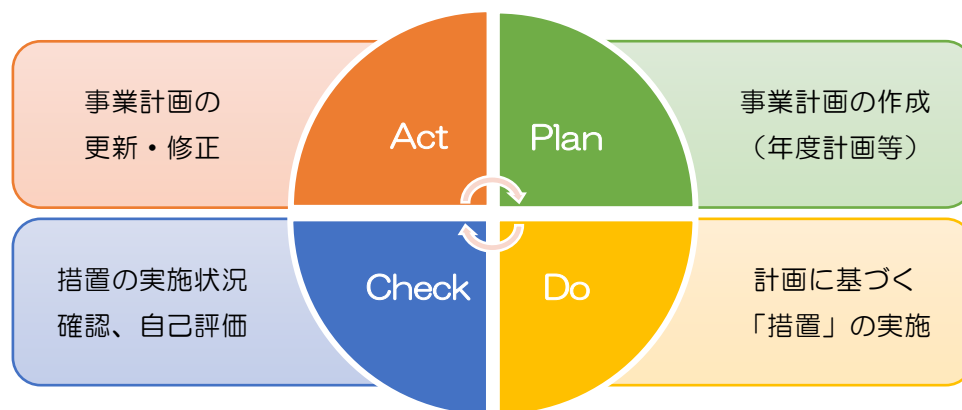 事業計画の
更新・修正
Act
Plan
事業計画の作成
（年度計画等）
措置の実施状況
確認、自己評価
Check
Do
計画に基づく
「措置」の実施